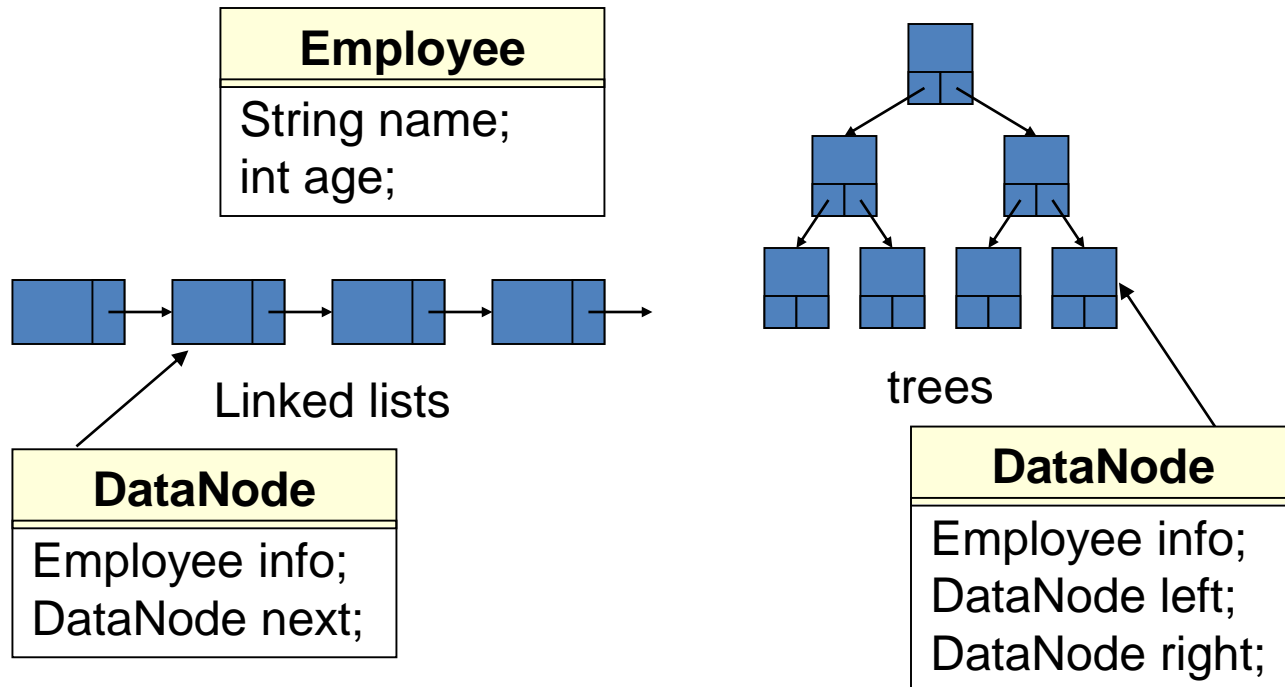 Employee
String name;
int age;
Linked lists
trees
DataNode
Employee info;
DataNode next;
DataNode
Employee info;
DataNode left;
DataNode right;